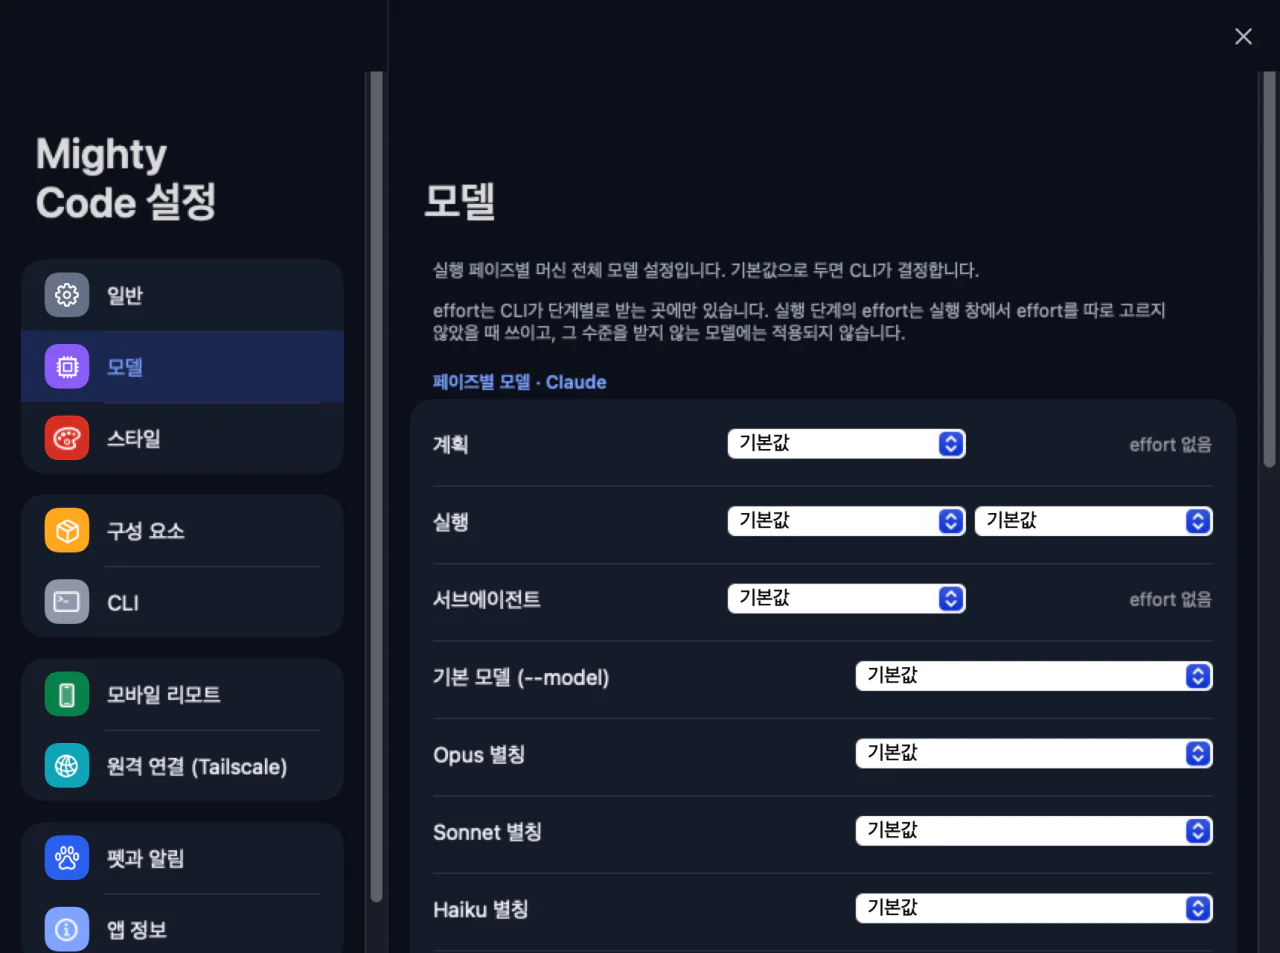 Mighty
Code 설정
일반
모델
스타일
구성 요소
CLI
모바일 리모트
원격 연결 (Tailscale)
펫과 알림
앱 정보
모델
실행 페이즈별 머신 전체 모델 설정입니다. 기본값으로 두면 CLI가 결정합니다.
effort는 CLI가 단계별로 받는 곳에만 있습니다. 실행 단계의 effort는 실행 창에서 effort를 따로 고르지
않았을 때 쓰이고, 그 수준을 받지 않는 모델에는 적용되지 않습니다.
페이즈별 모델 · Claude
계획 기본값 effort 없음
실행 기본값 기본값
서브에이전트 기본값 effort 없음
기본 모델 (--model) 기본값
Opus 별칭 기본값
Sonnet 별칭 기본값
Haiku 별칭 기본값